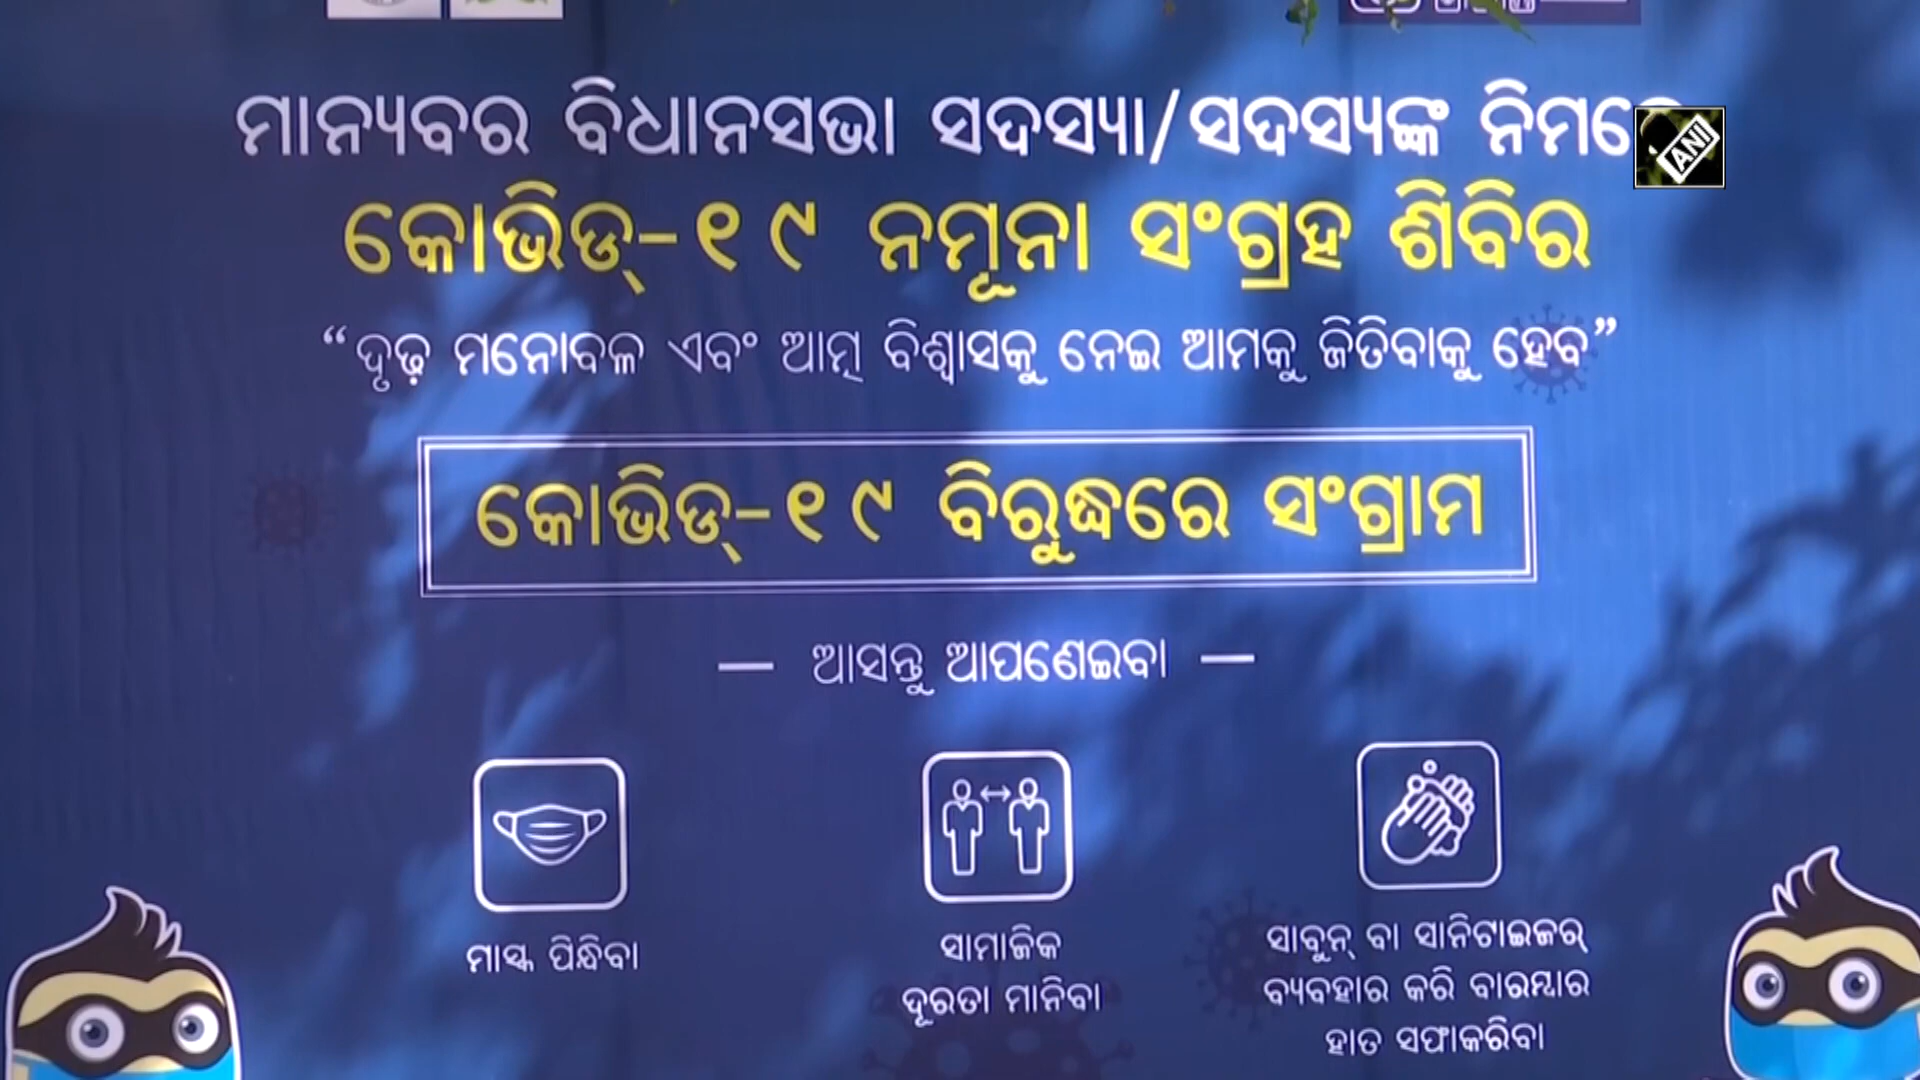 ମାନ୍ୟବର ବିଧାନସଭା ସଦସ୍ୟା/ସଦସ୍ୟଙ୍କ
ANI
କୋଭିଡ୍-୧୯ ନମୂନା ସଂଗ୍ରହ ଶିବିର
“ଦୃଢ଼ ମନୋବଳ ଏବଂ ଆତ୍ମ ବିଶ୍ୱାସକୁ ନେଇ ଆମକୁ ଜିତିବାକୁ ହେବ”
କୋଭିଡ୍-୧୯ ବିରୁଦ୍ଧରେ ସଂଗ୍ରାମ
— ଆସନ୍ତୁ ଆପଣେଇବା —
ମାସ୍କ ପିନ୍ଧିବା
ସାମାଜିକ
ଦୂରତା ମାନିବା
ସାବୁନ୍ ବା ସାନିଟାଇଜର୍
ବ୍ୟବହାର କରି ବାରମ୍ବାର
ହାତ ସଫାକରିବା